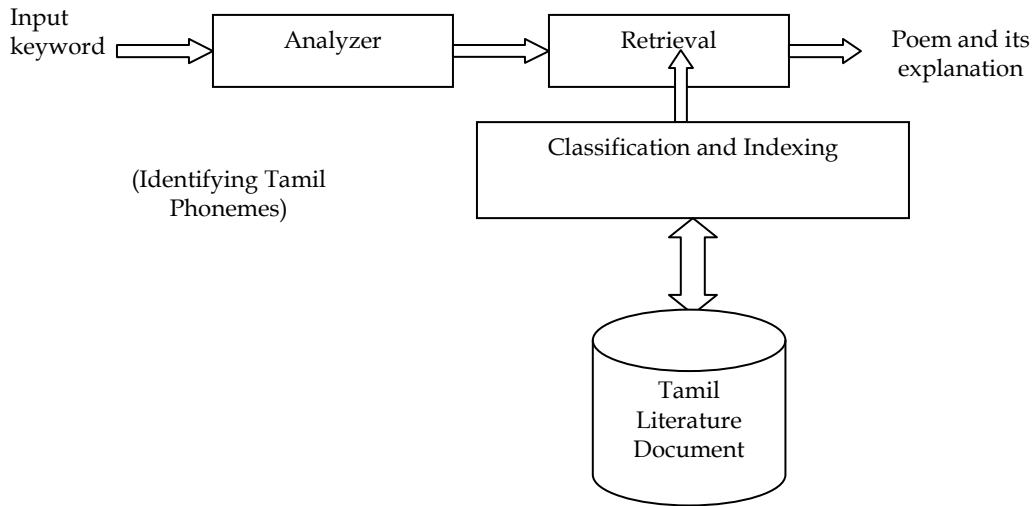 Input
keyword
Analyzer
Retrieval
Poem and its
explanation
Classification and Indexing
(Identifying Tamil
Phonemes)
Tamil
Literature
Document